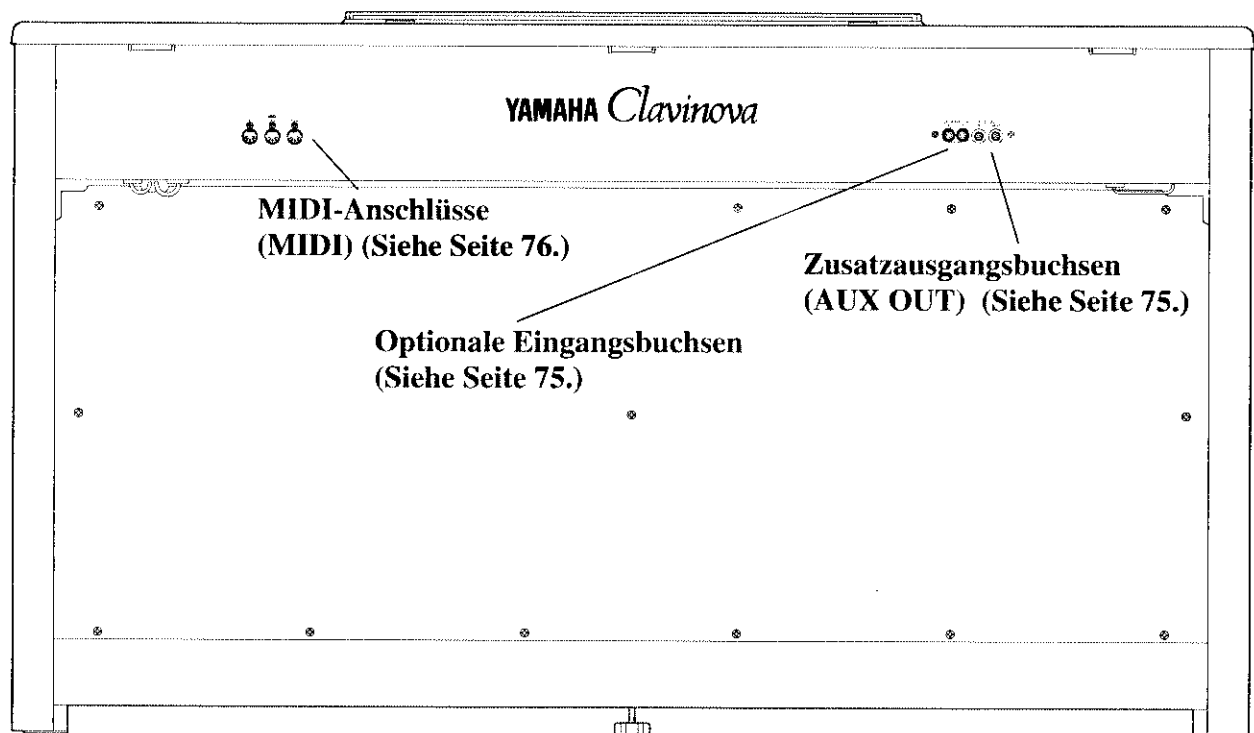 YAMAHA Clavinova
MIDI-Anschlüsse
(MIDI) (Siehe Seite 76.)
Zusatzausgangsbuchsen
(AUX OUT) (Siehe Seite 75.)
Optionale Eingangsbuchsen
(Siehe Seite 75.)